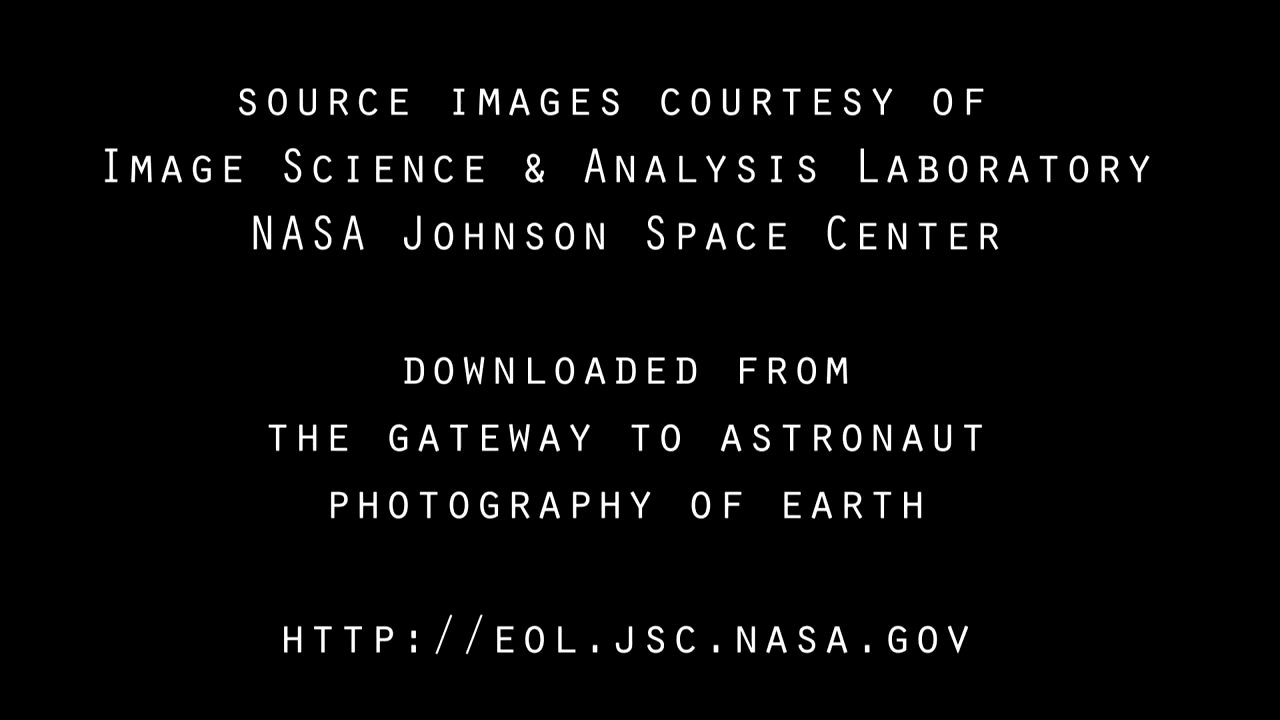 source images courtesy of
Image Science & Analysis Laboratory
NASA Johnson Space Center
downloaded from
the gateway to astronaut
photography of earth
http://eol.jsc.nasa.gov